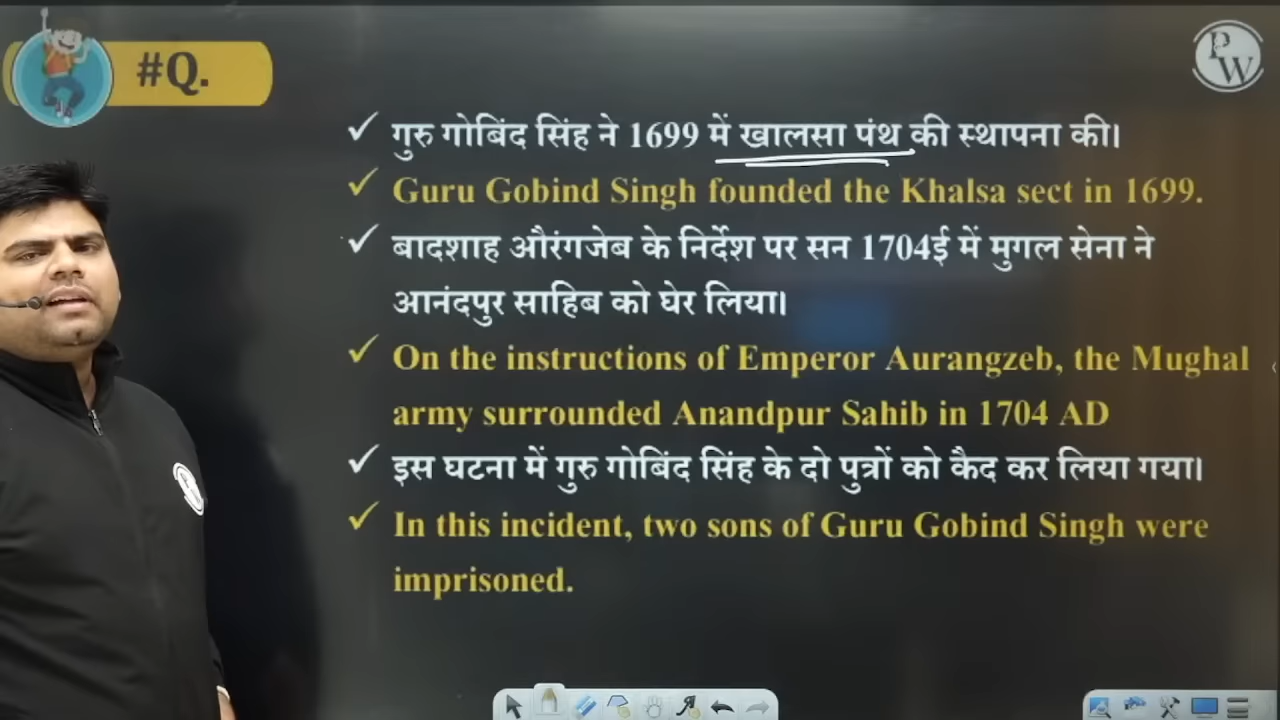 #Q.
PW
गुरु गोबिंद सिंह ने 1699 में खालसा पंथ की स्थापना की।
Guru Gobind Singh founded the Khalsa sect in 1699.
बादशाह औरंगजेब के निर्देश पर सन 1704ई में मुगल सेना ने
आनंदपुर साहिब को घेर लिया।
On the instructions of Emperor Aurangzeb, the Mughal
army surrounded Anandpur Sahib in 1704 AD
इस घटना में गुरु गोबिंद सिंह के दो पुत्रों को कैद कर लिया गया।
In this incident, two sons of Guru Gobind Singh were
imprisoned.